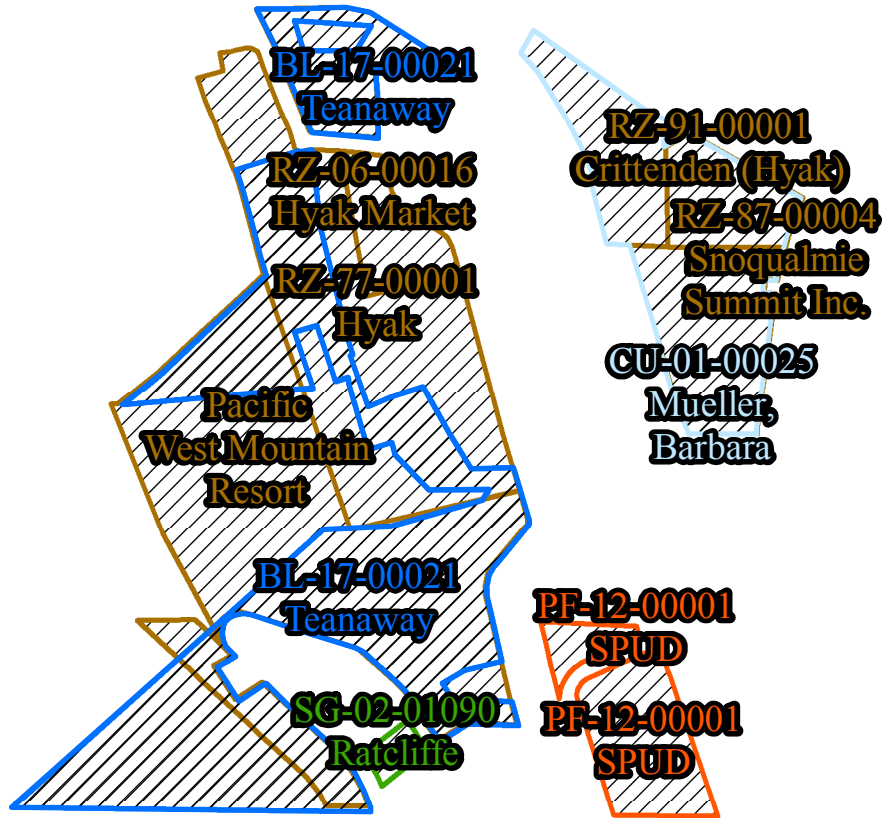 BL-17-00021
Teanaway
RZ-06-00016
Hyak Market
RZ-77-00001
Hyak
Pacific
West Mountain
Resort
BL-17-00021
Teanaway
SG-02-01090
Ratcliffe
RZ-91-00001
Crittenden (Hyak)
RZ-87-00004
Snoqualmie
Summit Inc.
CU-01-00025
Mueller,
Barbara
PF-12-00001
SPUD
PF-12-00001
SPUD